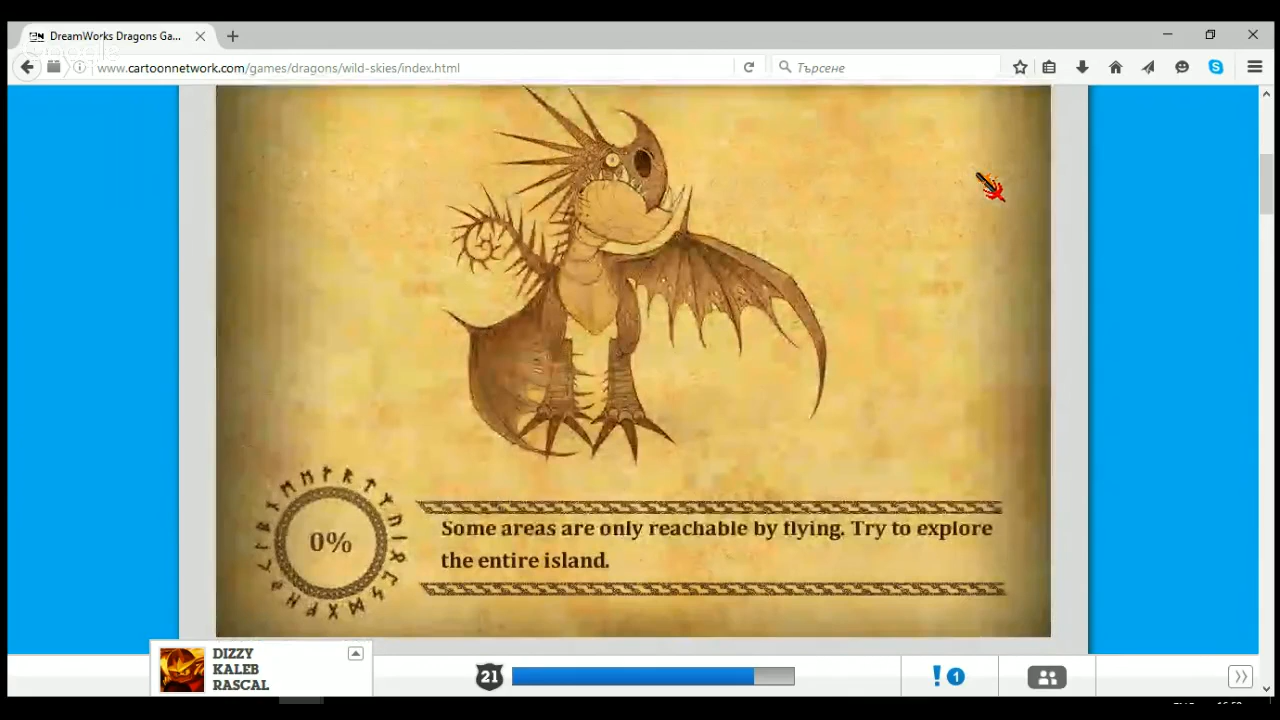 DreamWorks Dragons Ga...
www.cartoonnetwork.com/games/dragons/wild-skies/index.html
Търсене
0%
Some areas are only reachable by flying. Try to explore
the entire island.
DIZZY
KALEB
RASCAL
21
!
1